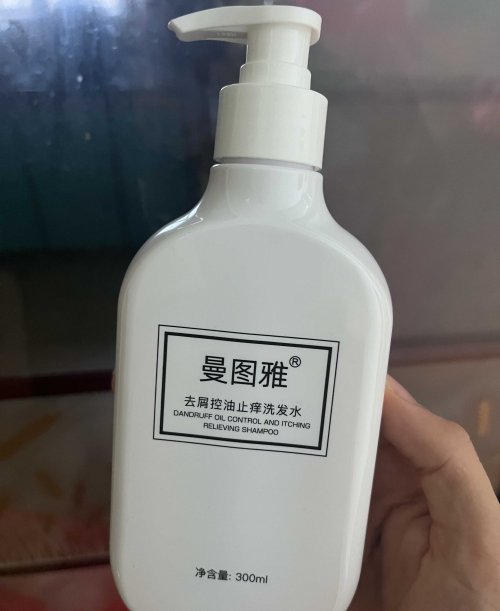 曼图雅®
去屑控油止痒洗发水
DANDRUFF OIL CONTROL AND ITCHING
RELIEVING SHAMPOO
净含量: 300ml